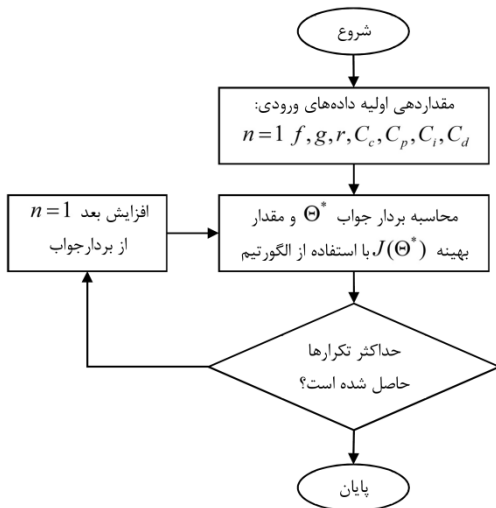 شروع
مقداردهی اولیه داده‌های ورودی:
n=1 f,g,r,C_c,C_p,C_i,C_d
افزایش بعد n=1
از بردارجواب
محاسبه بردار جواب Θ* و مقدار
بهینه J(Θ*) با استفاده از الگورتیم
حداکثر تکرارها
حاصل شده است؟
پایان